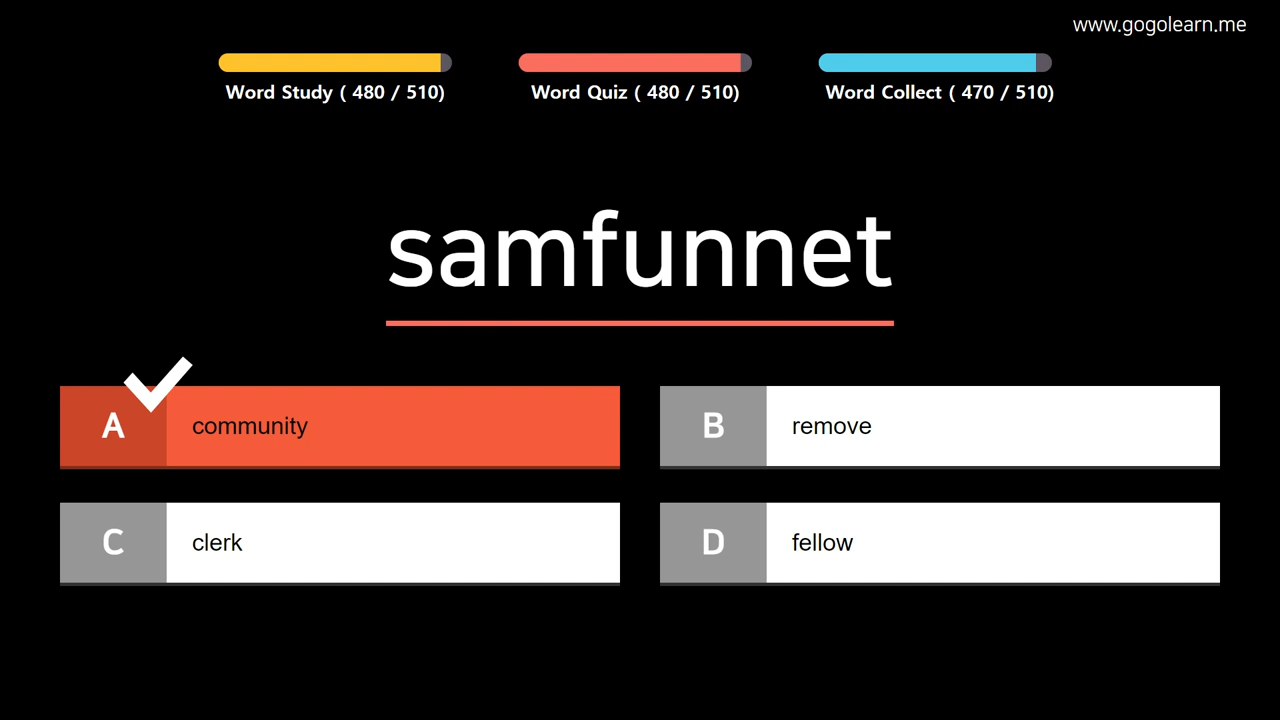 www.gogolearn.me
Word Study ( 480 / 510)
Word Quiz ( 480 / 510)
Word Collect ( 470 / 510)
samfunnet
A community
B remove
C clerk
D fellow